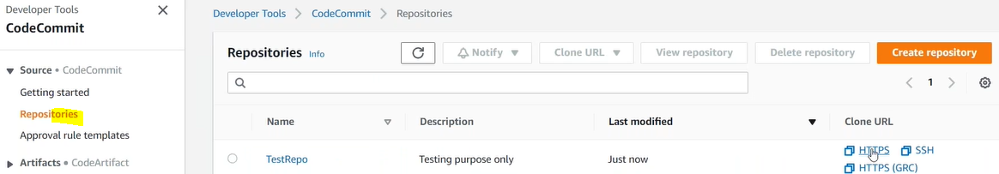 Developer Tools
CodeCommit
Source • CodeCommit
Getting started
Repositories
Approval rule templates
Artifacts • CodeArtifact
Developer Tools > CodeCommit > Repositories
Repositories Info Notify Clone URL View repository Delete repository Create repository
1
Name Description Last modified Clone URL
TestRepo Testing purpose only Just now HTTPS SSH
HTTPS (GRC)